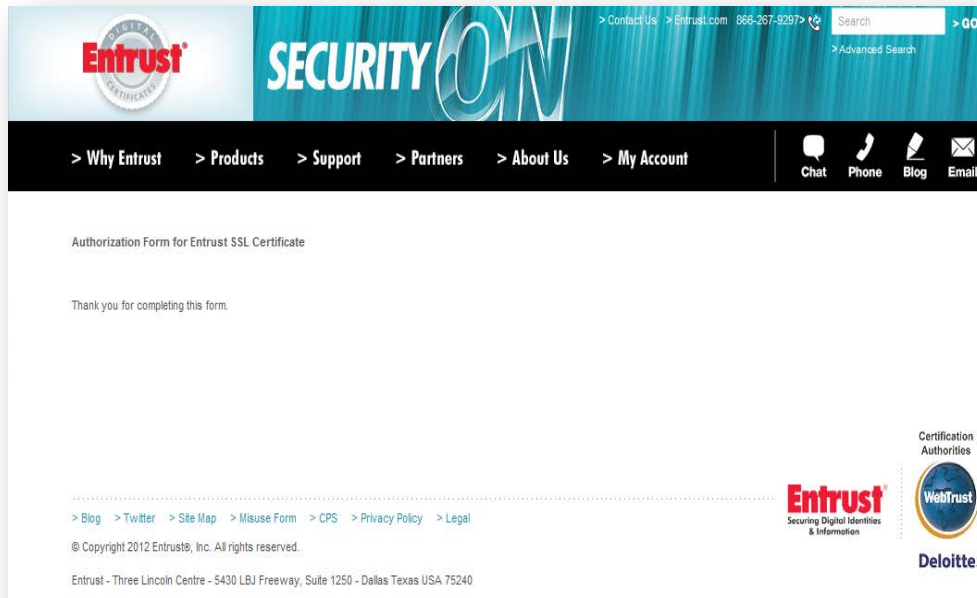 DIGITAL
Entrust®
CERTIFICATES
SECURITY ON
> Contact Us > Entrust.com 866-267-9297>
Search
> GO
> Advanced Search
> Why Entrust > Products > Support > Partners > About Us > My Account
Chat Phone Blog Email
Authorization Form for Entrust SSL Certificate
Thank you for completing this form.
Certification
Authorities
WebTrust
Entrust®
Securing Digital Identities
& Information
Deloitte
> Blog > Twitter > Site Map > Misuse Form > CPS > Privacy Policy > Legal
© Copyright 2012 Entrust®, Inc. All rights reserved.
Entrust - Three Lincoln Centre - 5430 LBJ Freeway, Suite 1250 - Dallas Texas USA 75240